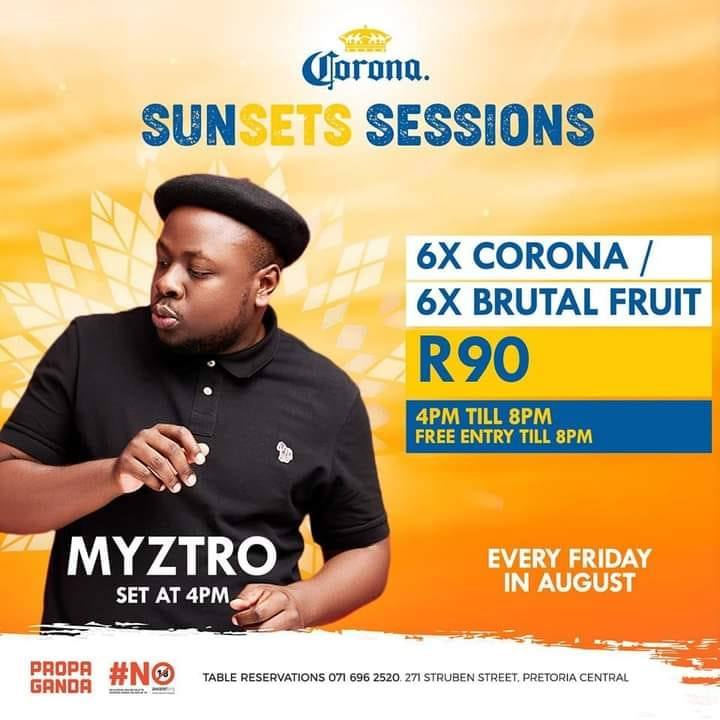 Corona.
SUNSETS SESSIONS
6X CORONA /
6X BRUTAL FRUIT
R90
4PM TILL 8PM
FREE ENTRY TILL 8PM
MYZTRO
SET AT 4PM
EVERY FRIDAY
IN AUGUST
PROPA
GANDA
#NO
18
TABLE RESERVATIONS 071 696 2520. 271 STRUBEN STREET, PRETORIA CENTRAL